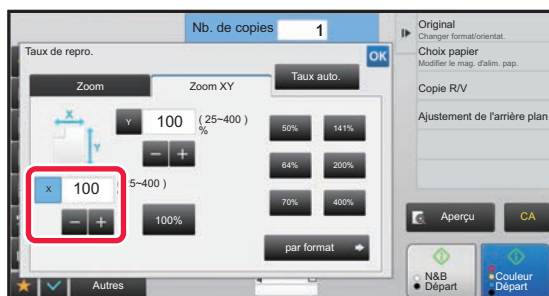 Nb. de copies 1
Taux de repro.
OK
Zoom
Zoom XY
Taux auto.
X
Y
Y 100 (25~400) %
50% 141%
64% 200%
X 100 5~400 )
70% 400%
100%
par format
Autres
Original
Changer format/orientat.
Choix papier
Modifier le mag. d'alim. pap.
Copie R/V
Ajustement de l'arrière plan
Aperçu
CA
N&B
Départ
Couleur
Départ